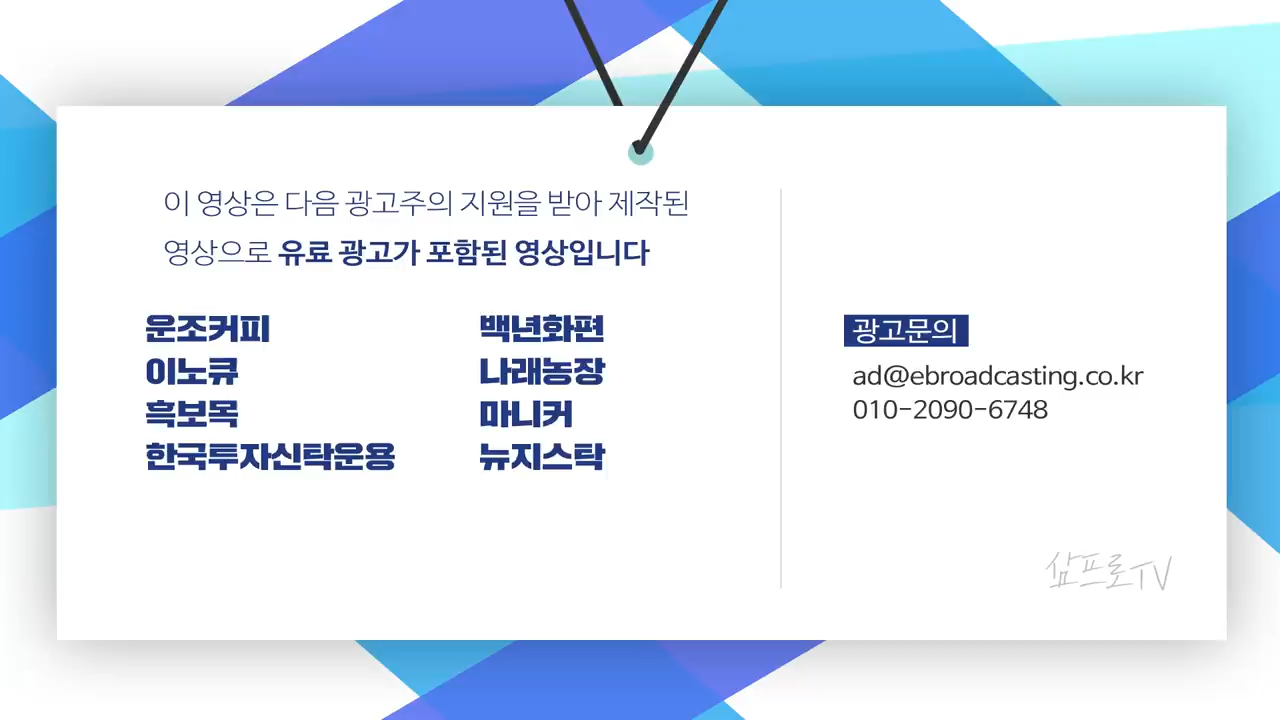 이 영상은 다음 광고주의 지원을 받아 제작된
영상으로 유료 광고가 포함된 영상입니다
운조커피
이노큐
흑보목
한국투자신탁운용
백년화편
나래농장
마니커
뉴지스탁
광고문의
ad@ebroadcasting.co.kr
010-2090-6748
삼프로TV